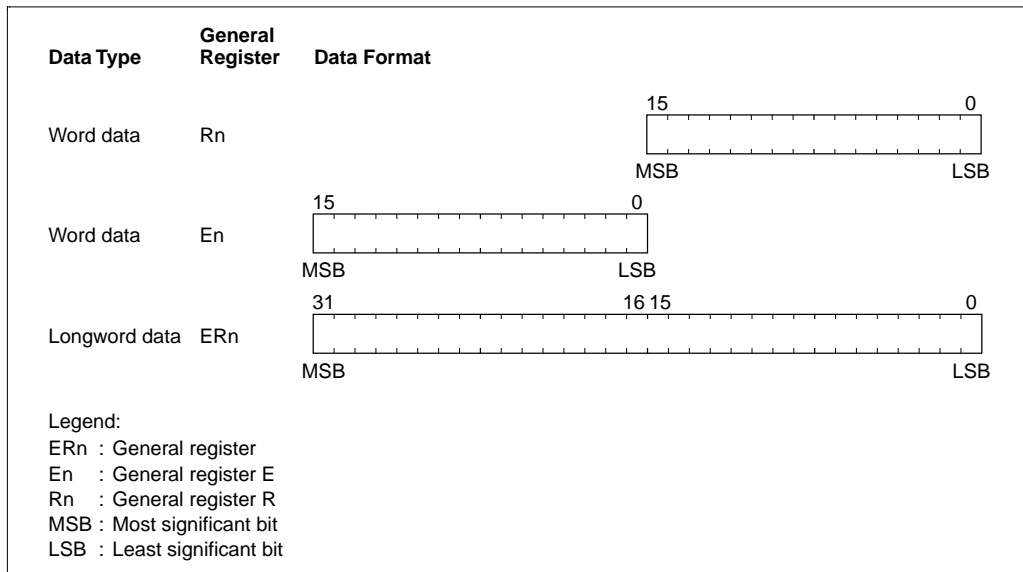 General
Data Type Register Data Format
15 0
Word data Rn
MSB LSB
15 0
Word data En
MSB LSB
31 16 15 0
Longword data ERn
MSB LSB
Legend:
ERn : General register
En : General register E
Rn : General register R
MSB : Most significant bit
LSB : Least significant bit